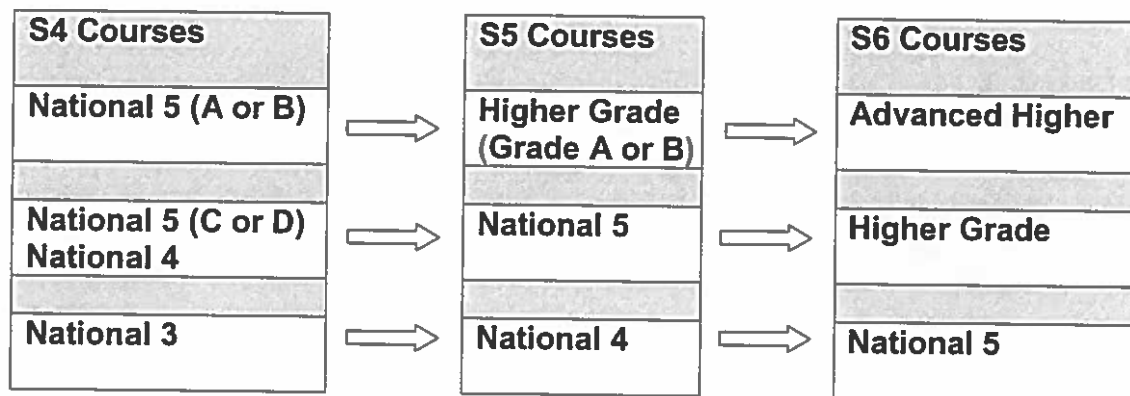 S4 Courses
National 5 (A or B)
National 5 (C or D)
National 4
National 3
S5 Courses
Higher Grade
(Grade A or B)
National 5
National 4
S6 Courses
Advanced Higher
Higher Grade
National 5